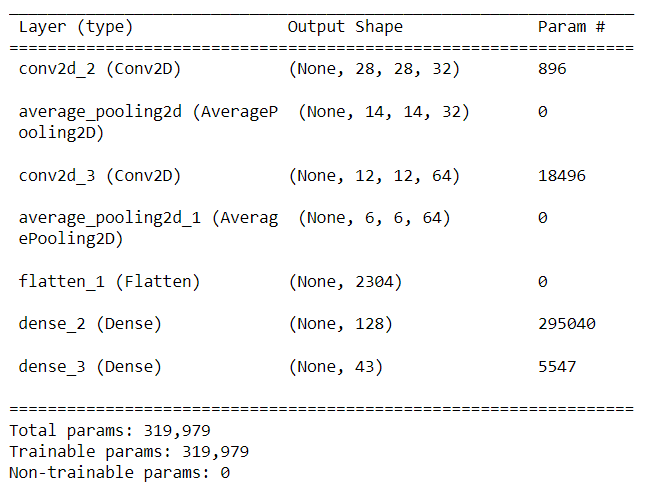 Layer (type) Output Shape Param #
conv2d_2 (Conv2D) (None, 28, 28, 32) 896
average_pooling2d (AverageP (None, 14, 14, 32) 0
ooling2D)
conv2d_3 (Conv2D) (None, 12, 12, 64) 18496
average_pooling2d_1 (Averag (None, 6, 6, 64) 0
ePooling2D)
flatten_1 (Flatten) (None, 2304) 0
dense_2 (Dense) (None, 128) 295040
dense_3 (Dense) (None, 43) 5547
Total params: 319,979
Trainable params: 319,979
Non-trainable params: 0